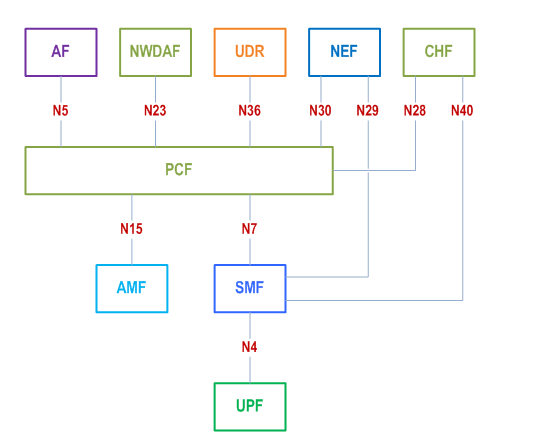 AF NWDAF UDR NEF CHF
N5 N23 N36 N30 N29 N28 N40
PCF
N15 N7
AMF SMF
N4
UPF